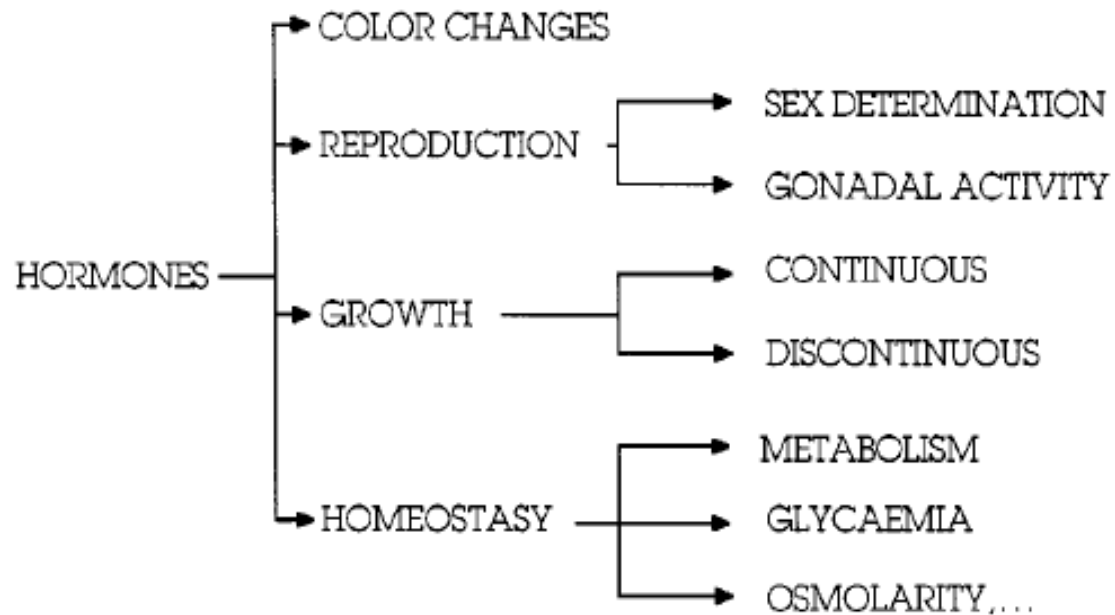 COLOR CHANGES
SEX DETERMINATION
REPRODUCTION
GONADAL ACTIVITY
HORMONES
CONTINUOUS
GROWTH
DISCONTINUOUS
METABOLISM
HOMEOSTASY
GLYCAEMIA
OSMOLARITY,...